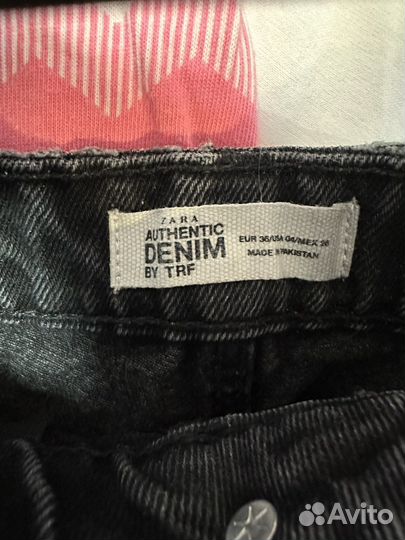 ZARA
AUTHENTIC
DENIM
BY TRF
EUR 36/USA 04/MEX 26
MADE IN PAKISTAN
Avito